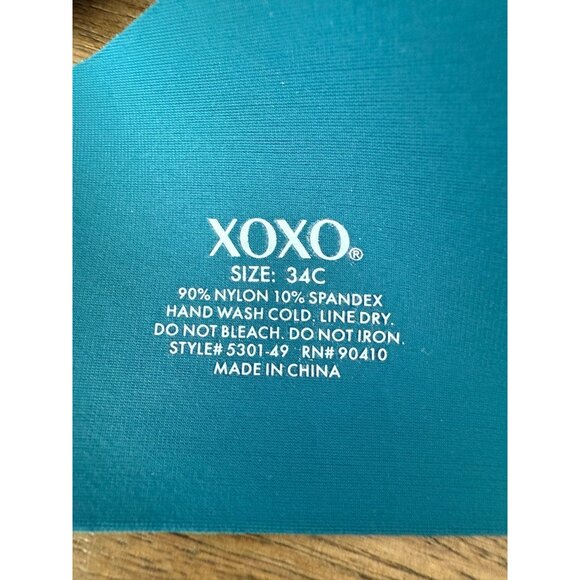 XOXO®
SIZE: 34C
90% NYLON 10% SPANDEX
HAND WASH COLD. LINE DRY.
DO NOT BLEACH. DO NOT IRON.
STYLE# 5301-49 RN# 90410
MADE IN CHINA